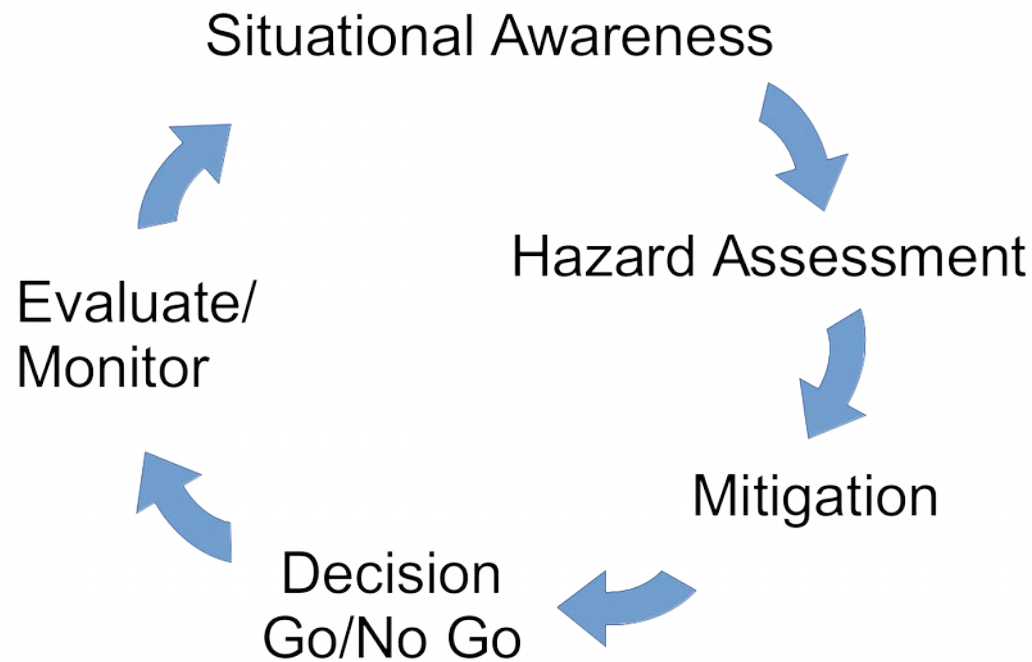 Situational Awareness
Hazard Assessment
Mitigation
Decision
Go/No Go
Evaluate/
Monitor